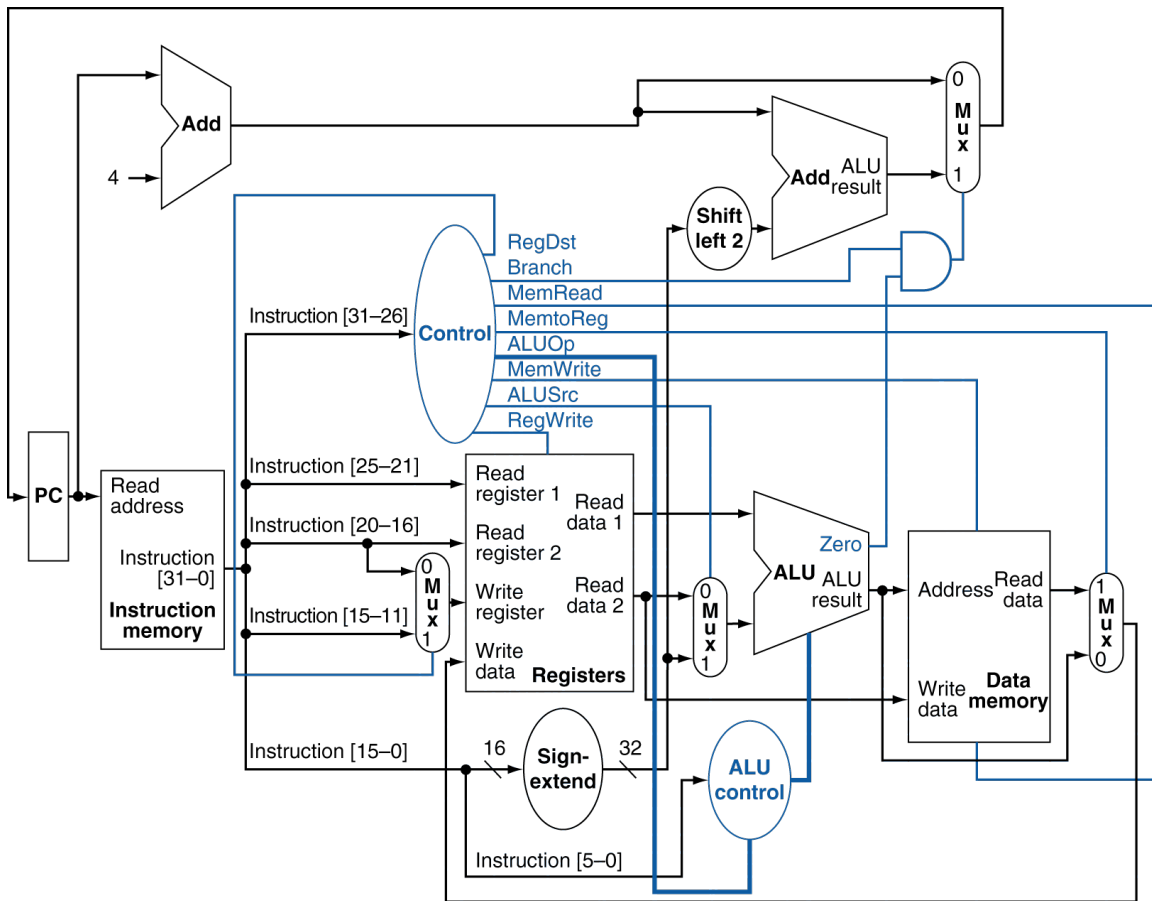 Add
4
0
Mux
1
Add
ALU
result
Shift
left 2
RegDst
Branch
MemRead
MemtoReg
ALUOp
MemWrite
ALUSrc
RegWrite
Control
Instruction [31–26]
Instruction [25–21]
Instruction [20–16]
Instruction [15–11]
Instruction [15–0]
PC
Read
address
Instruction
[31–0]
Instruction
memory
0
Mux
1
Read
register 1
Read
register 2
Write
register
Write
data
Read
data 1
Read
data 2
Registers
0
Mux
1
Zero
ALU
ALU
result
Address
Read
data
Write
data
Data
memory
1
Mux
0
16
Sign-
extend
32
ALU
control
Instruction [5–0]